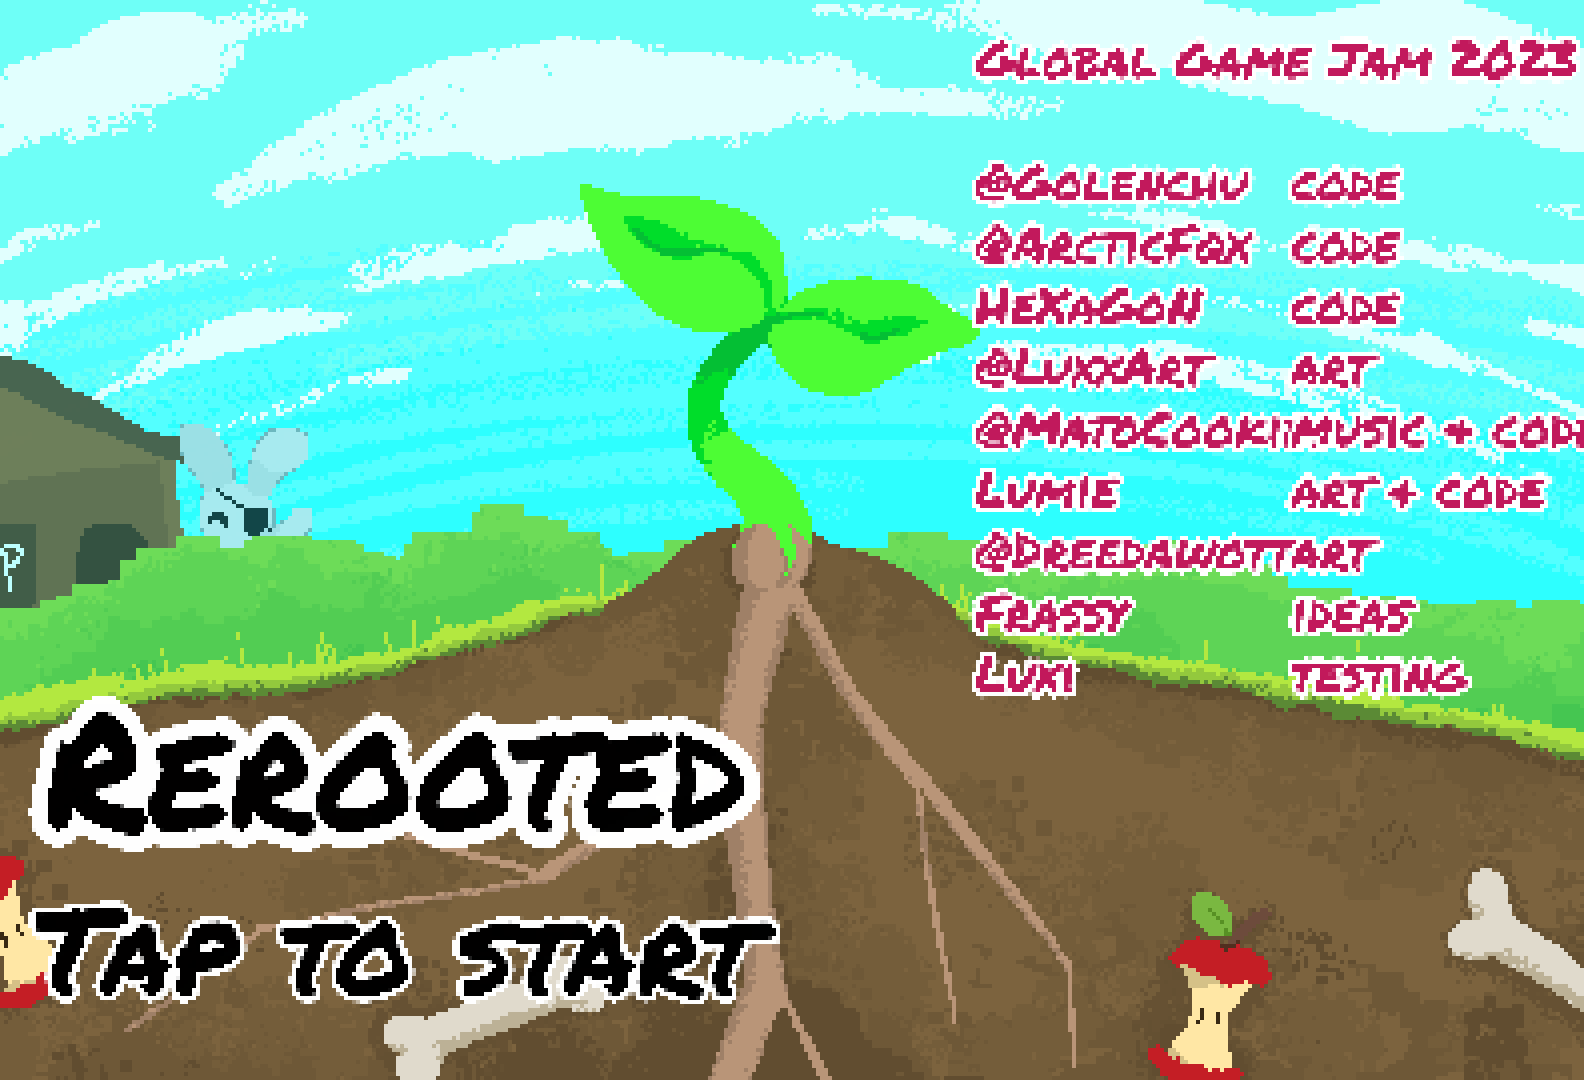 Global Game Jam 2023
@Golenchu code
@ArcticFox code
HeXaGoN code
@LuxxArt art
@MatoCookiimusic + code
Lumie art + code
@Dreedawottart
Frassy ideas
Luxi testing
Rerooted
Tap to start
P